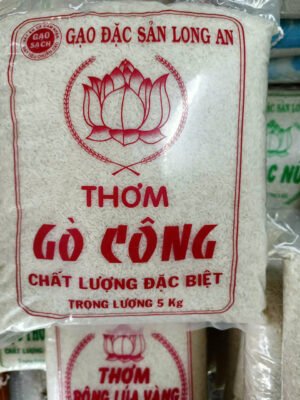 GẠO SẠCH
GẠO ĐẶC SẢN LONG AN
THƠM
GÒ CÔNG
CHẤT LƯỢNG ĐẶC BIỆT
TRỌNG LƯỢNG 5 Kg
THƠM
BÔNG LÚA VÀNG